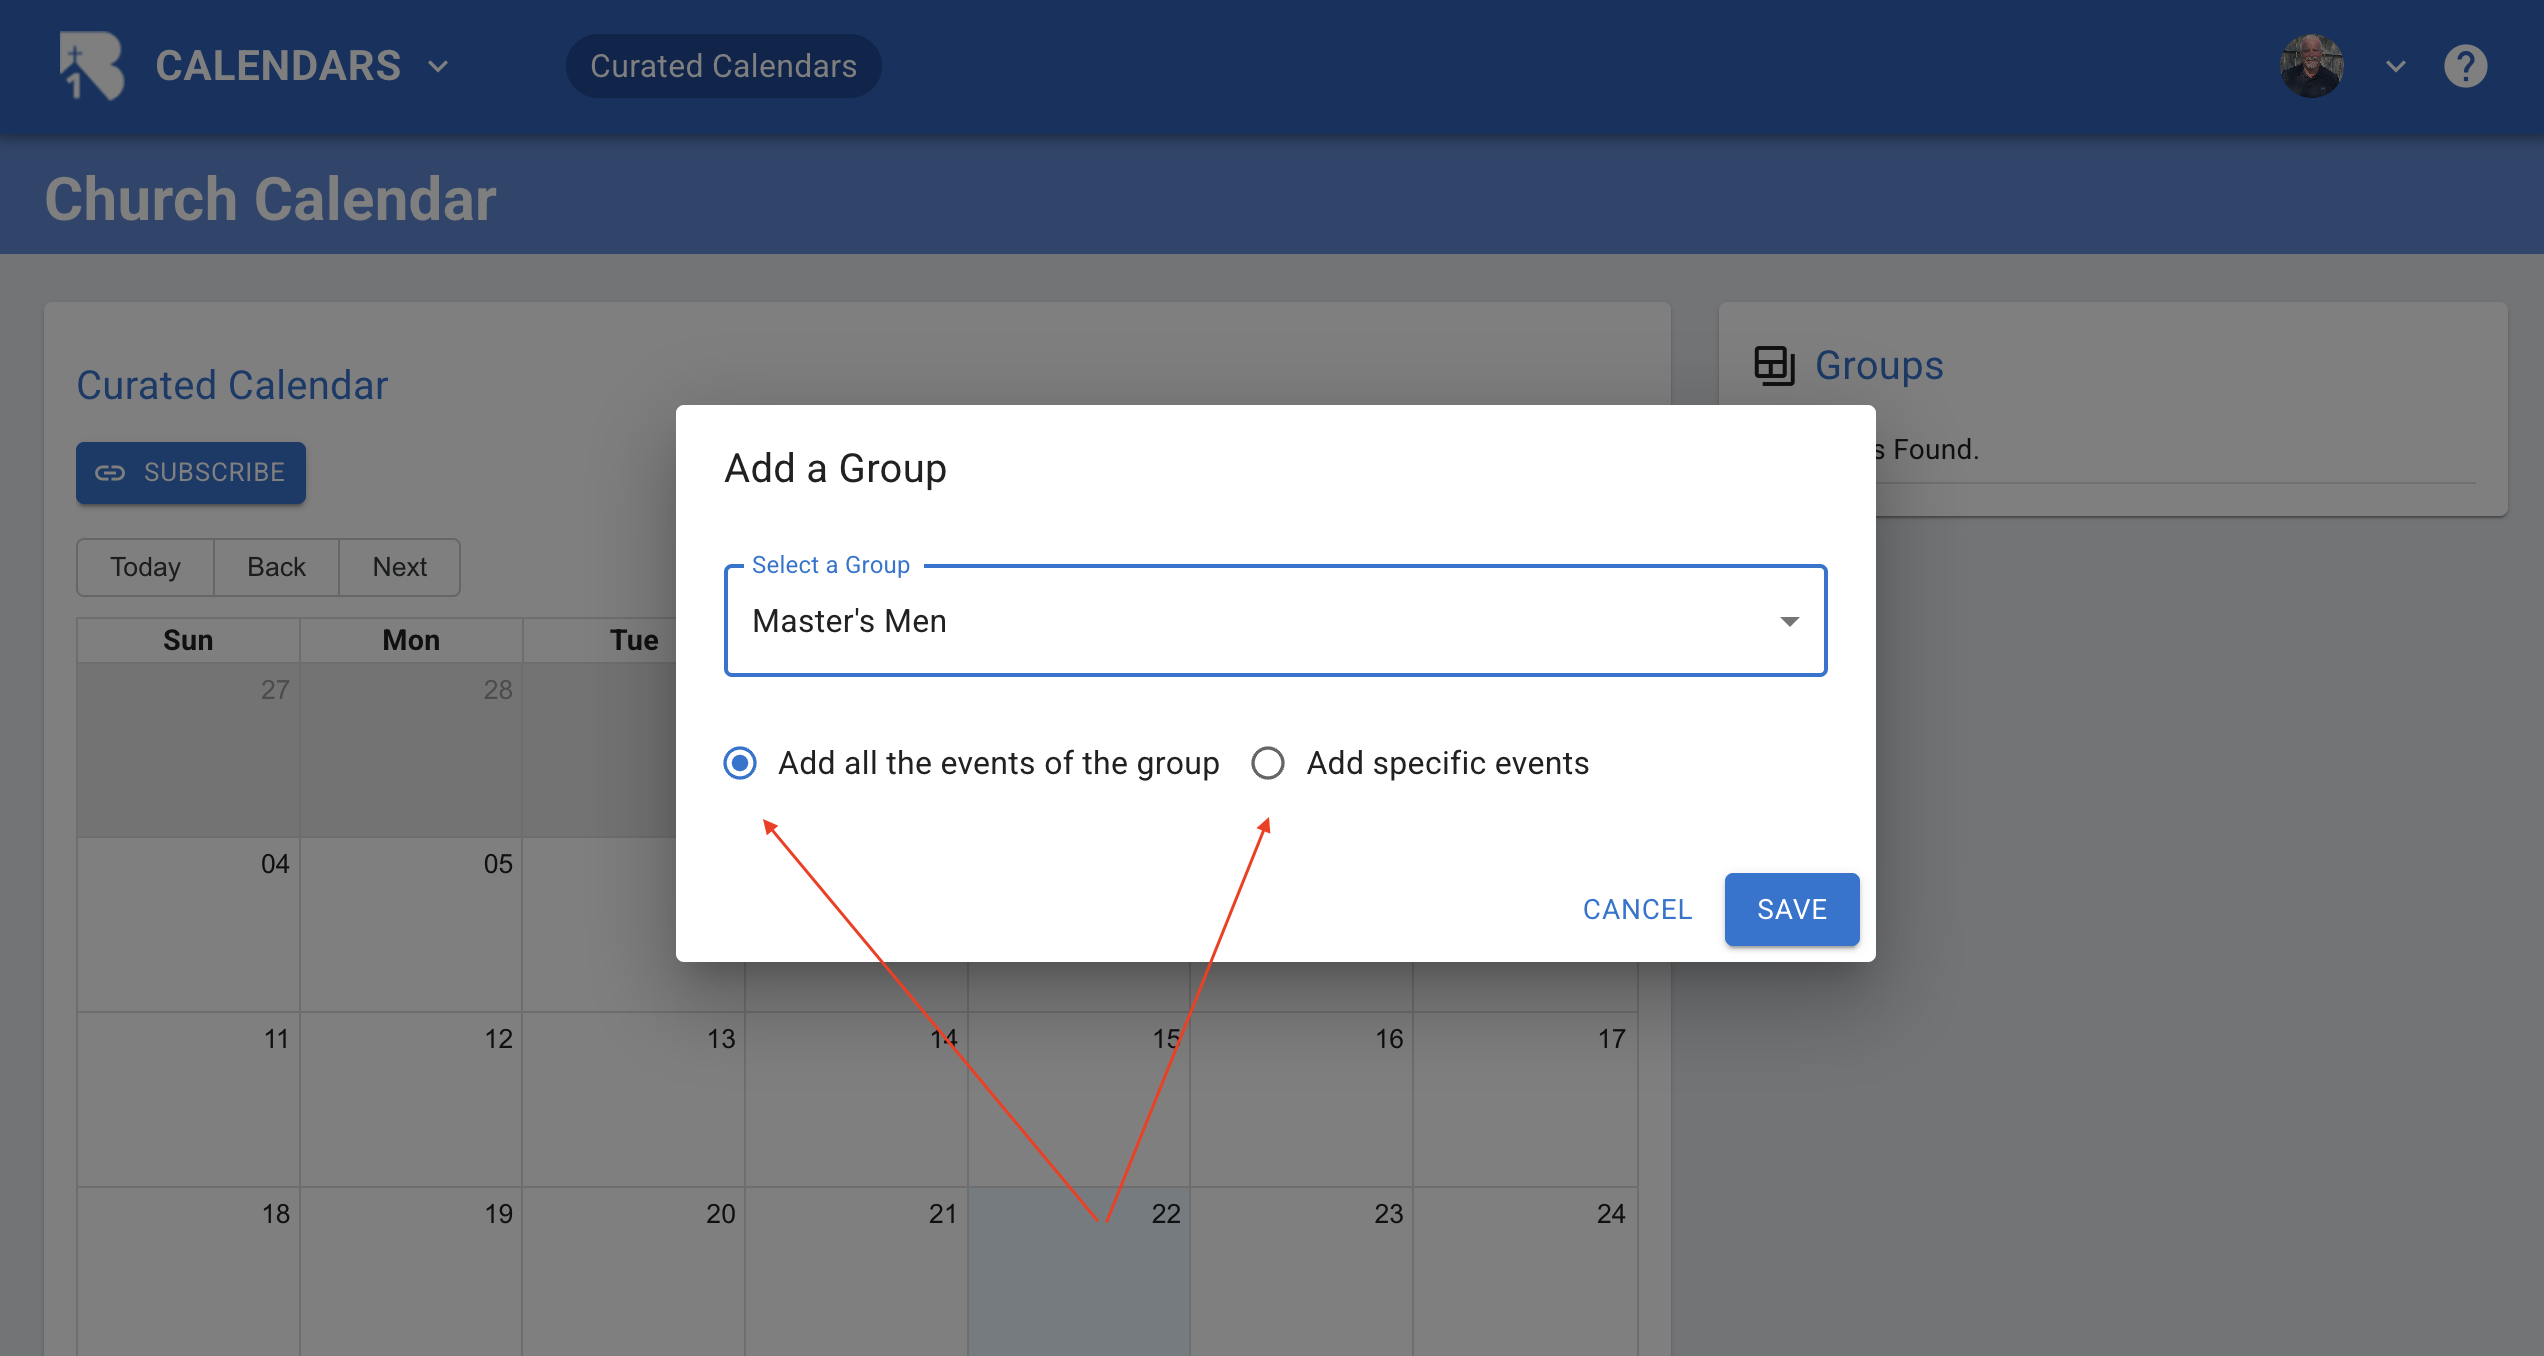 CALENDARS
Curated Calendars
?
Church Calendar
Curated Calendar
Groups
s Found.
SUBSCRIBE
Today Back Next
Sun Mon Tue
Add a Group
Select a Group
Master's Men
Add all the events of the group Add specific events
CANCEL SAVE
27 28
04 05
11 12 13 14 15 16 17
18 19 20 21 22 23 24